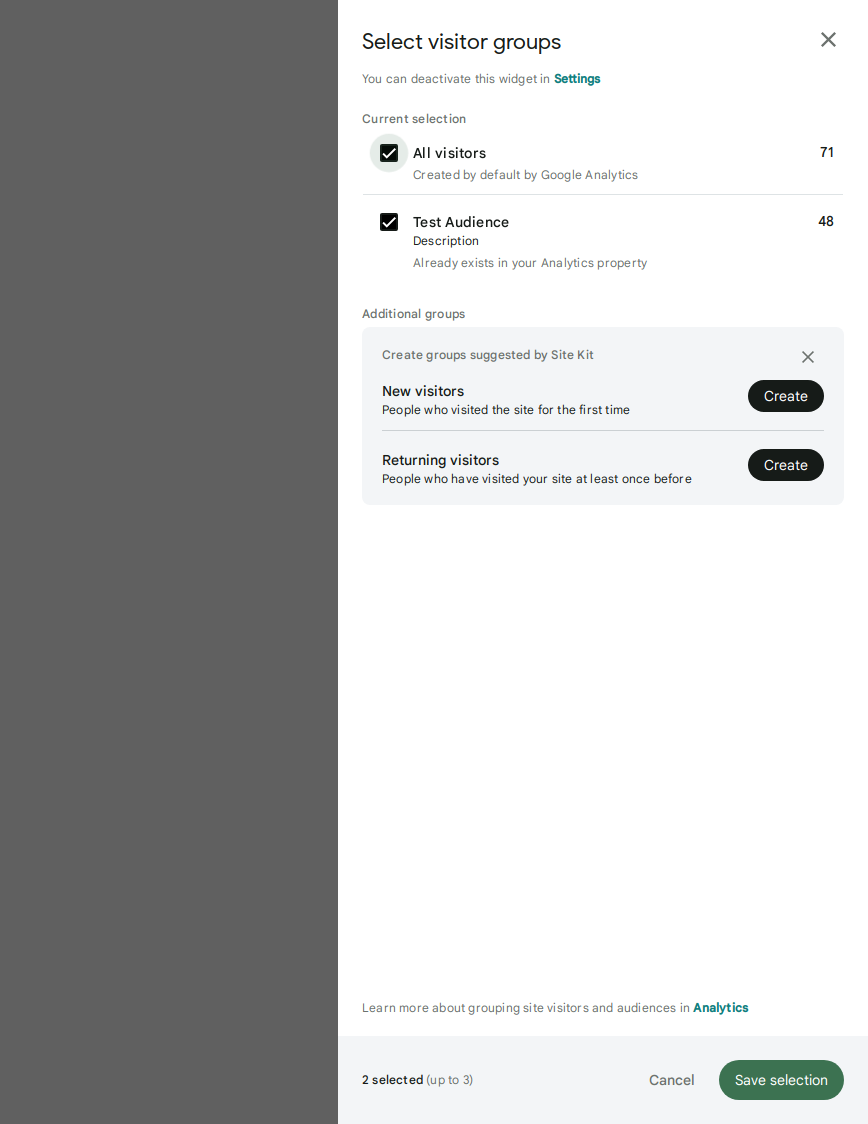 Select visitor groups
You can deactivate this widget in Settings
Current selection
All visitors 71
Created by default by Google Analytics
Test Audience 48
Description
Already exists in your Analytics property
Additional groups
Create groups suggested by Site Kit
New visitors
People who visited the site for the first time
Create
Returning visitors
People who have visited your site at least once before
Create
Learn more about grouping site visitors and audiences in Analytics
2 selected (up to 3) Cancel Save selection